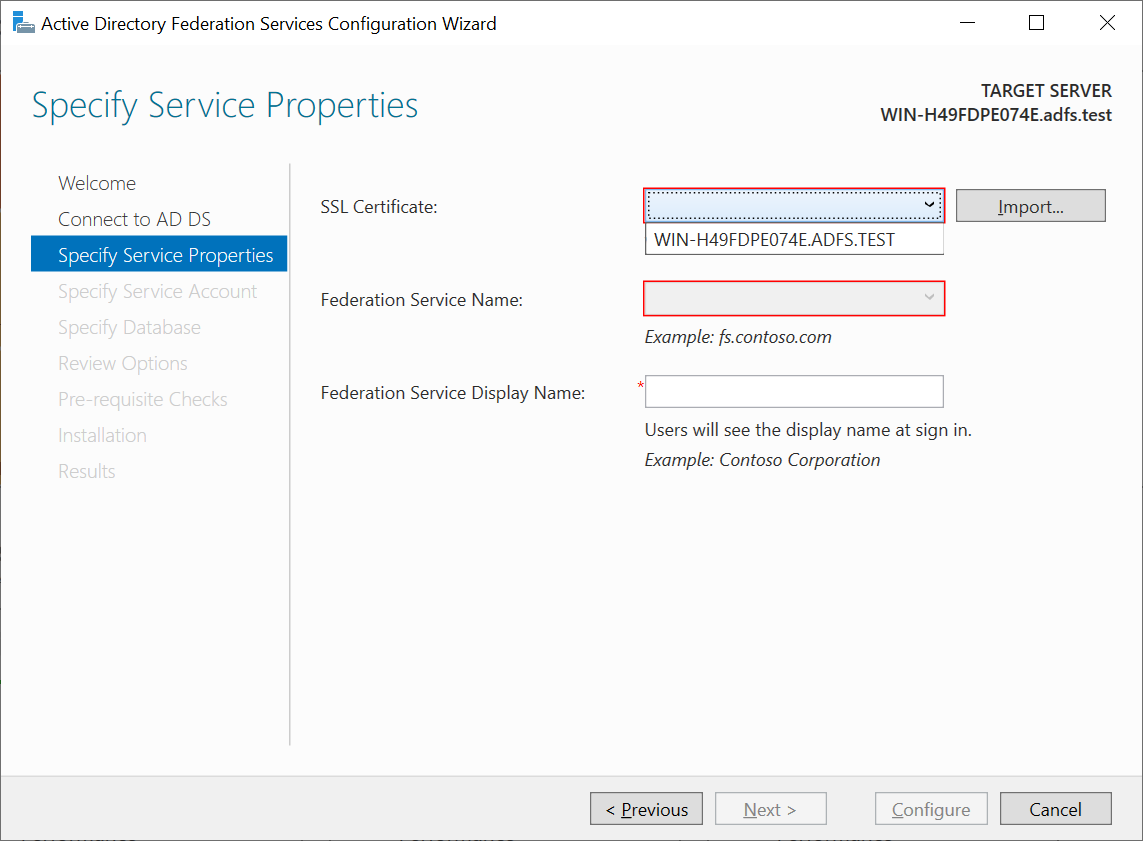 Active Directory Federation Services Configuration Wizard
Specify Service Properties
TARGET SERVER
WIN-H49FDPE074E.adfs.test
Welcome
Connect to AD DS
Specify Service Properties
Specify Service Account
Specify Database
Review Options
Pre-requisite Checks
Installation
Results
SSL Certificate:
Import...
WIN-H49FDPE074E.ADFS.TEST
Federation Service Name:
Example: fs.contoso.com
Federation Service Display Name:
*
Users will see the display name at sign in.
Example: Contoso Corporation
< Previous
Next >
Configure
Cancel